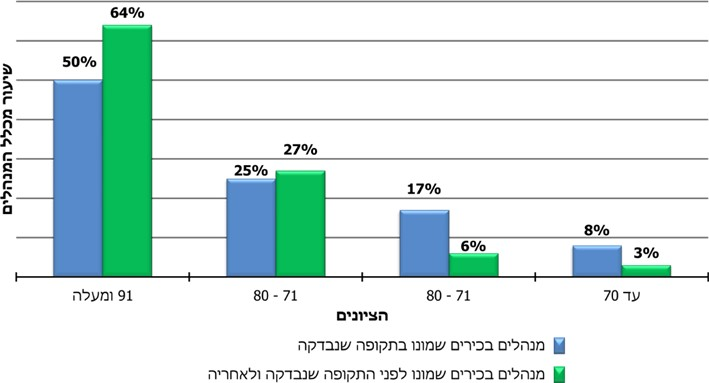 שיעור מכלל המנהלים
50%
64%
25%
27%
17%
6%
8%
3%
91 ומעלה
80 - 71
80 - 71
עד 70
הציונים
מנהלים בכירים שמונו בתקופה שנבדקה
מנהלים בכירים שמונו לפני התקופה שנבדקה ולאחריה